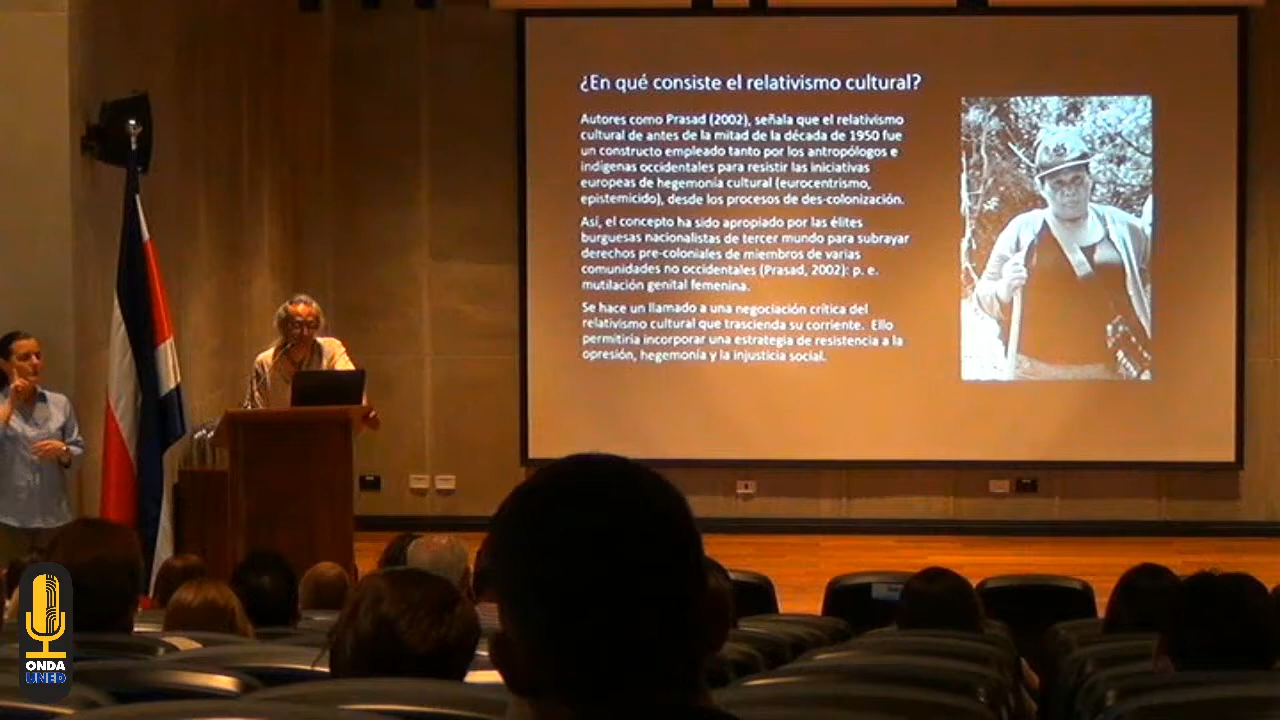 ¿En qué consiste el relativismo cultural?
Autores como Prasad (2002), señala que el relativismo
cultural de antes de la mitad de la década de 1950 fue
un constructo empleado tanto por los antropólogos e
indígenas occidentales para resistir las iniciativas
europeas de hegemonía cultural (eurocentrismo,
epistemicido), desde los procesos de des-colonización.
Así, el concepto ha sido apropiado por las élites
burguesas nacionalistas de tercer mundo para subrayar
derechos pre-coloniales de miembros de varias
comunidades no occidentales (Prasad, 2002): p. e.
mutilación genital femenina.
Se hace un llamado a una negociación crítica del
relativismo cultural que trascienda su corriente. Ello
permitiría incorporar una estrategia de resistencia a la
opresión, hegemonía y la injusticia social.
ONDA
UNED